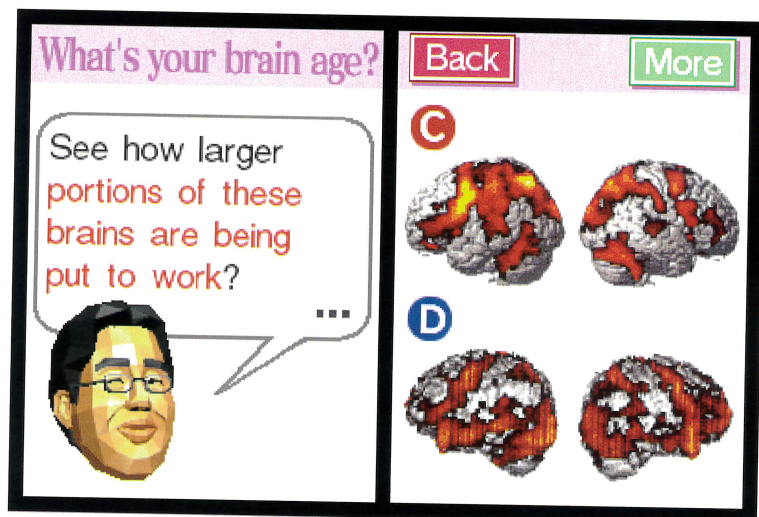 What's your brain age?
See how larger
portions of these
brains are being
put to work?
...
Back
More
C
D